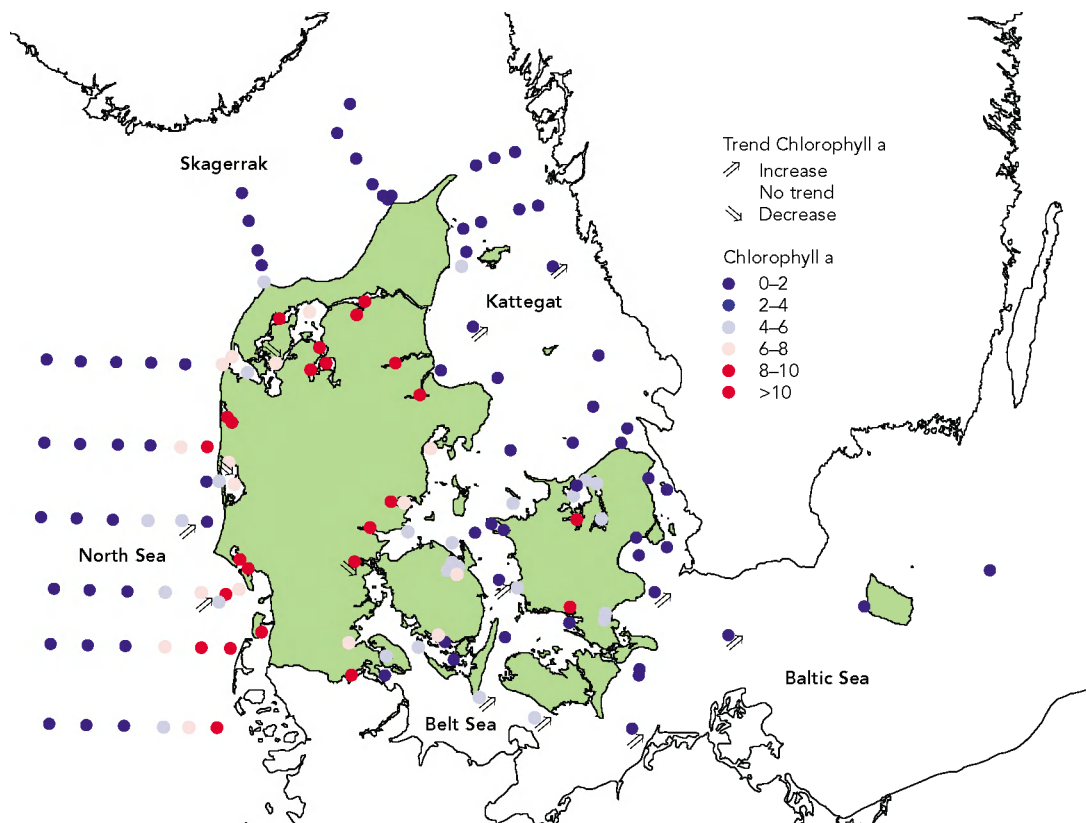 Skagerrak
Trend Chlorophyll a
Increase
No trend
Decrease
Chlorophyll a
0–2
2–4
4–6
6–8
8–10
>10
Kattegat
North Sea
Baltic Sea
Belt Sea